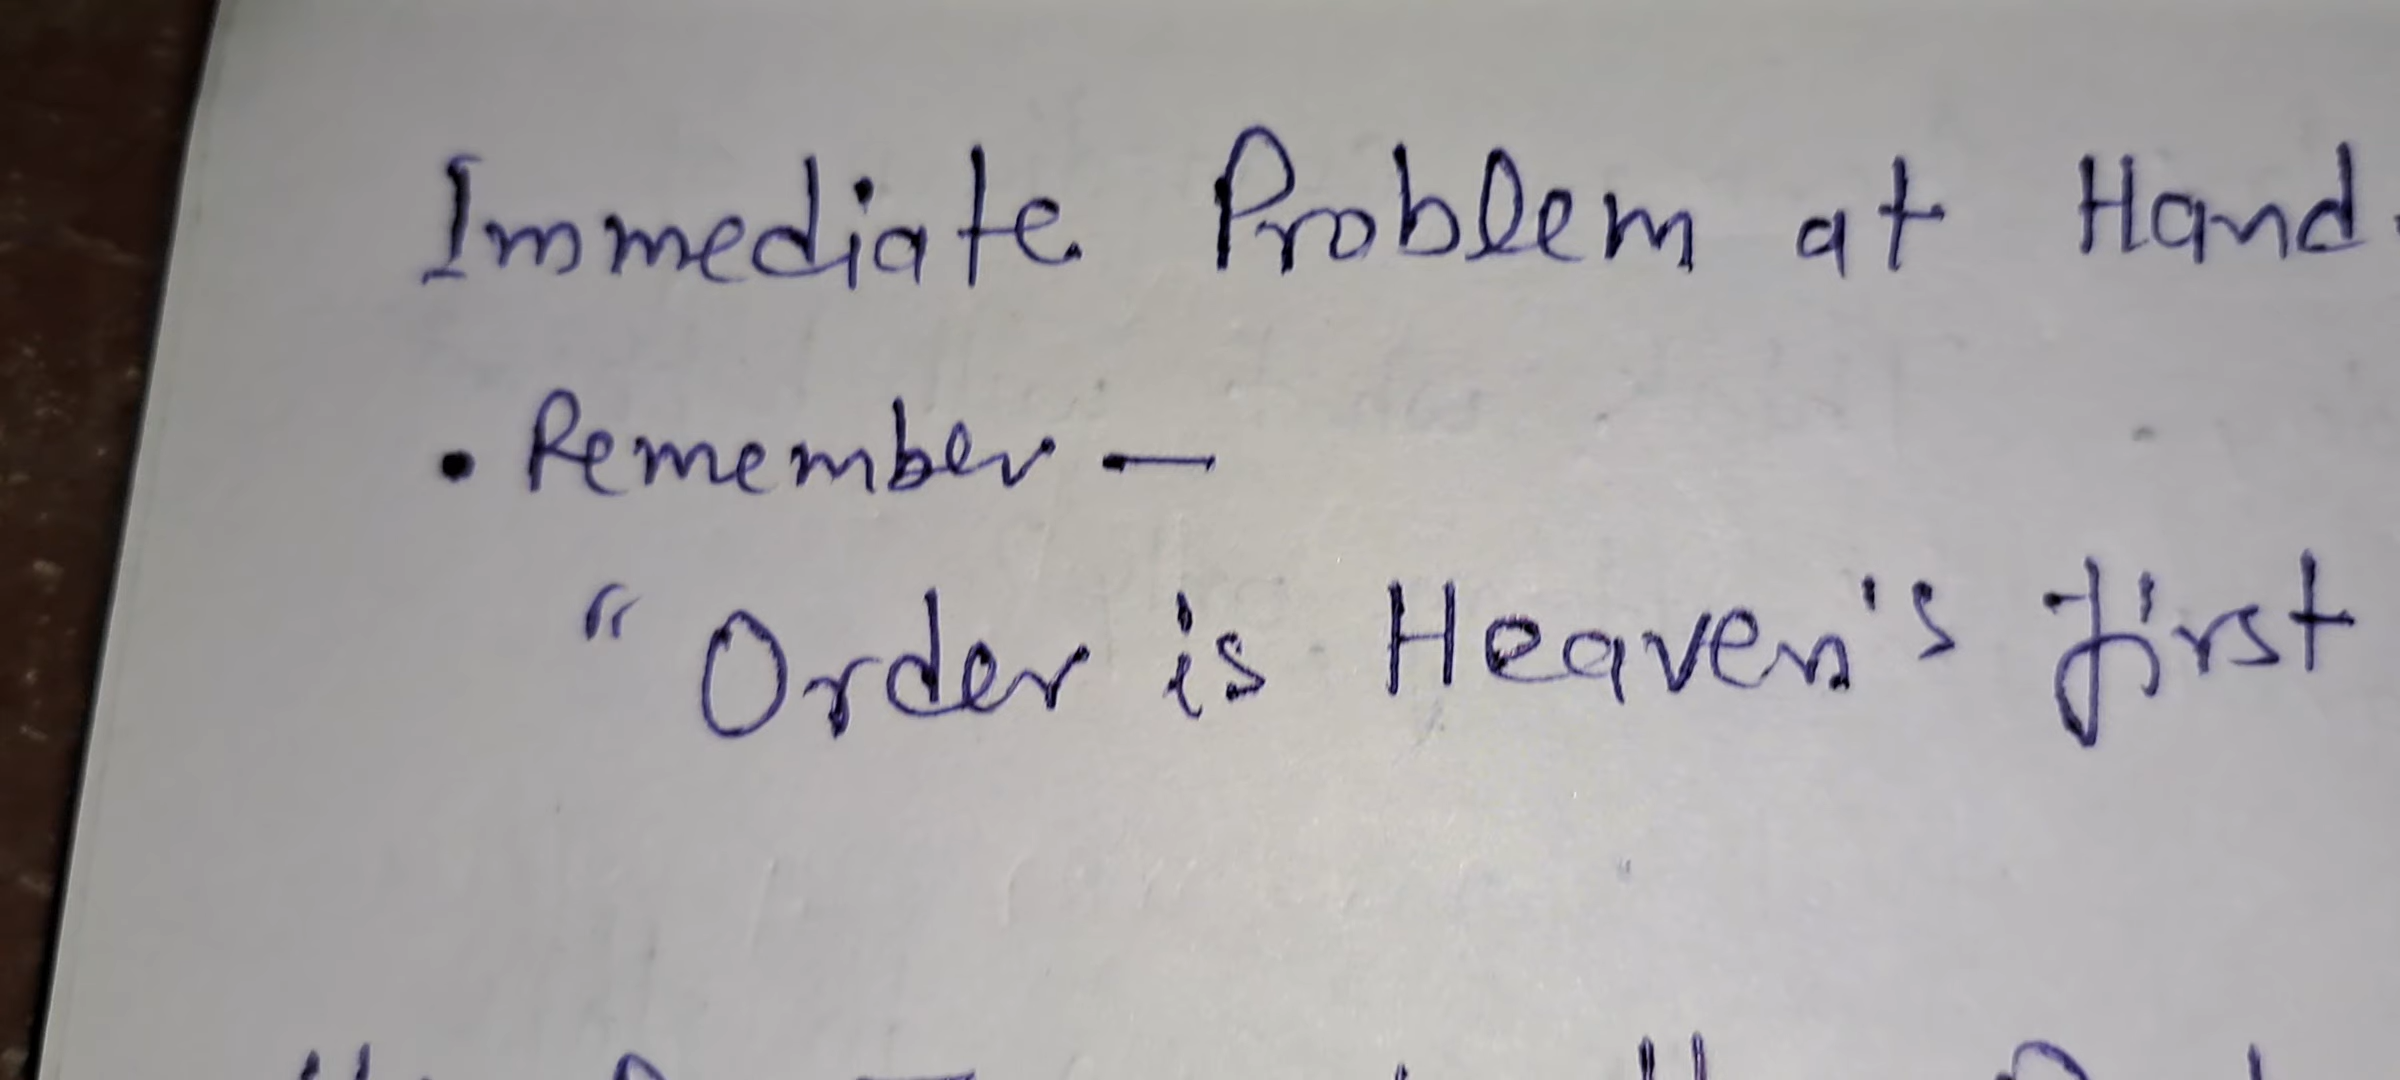 Immediate Problem at Hand.
• Remember —
“ Order is Heaven's first